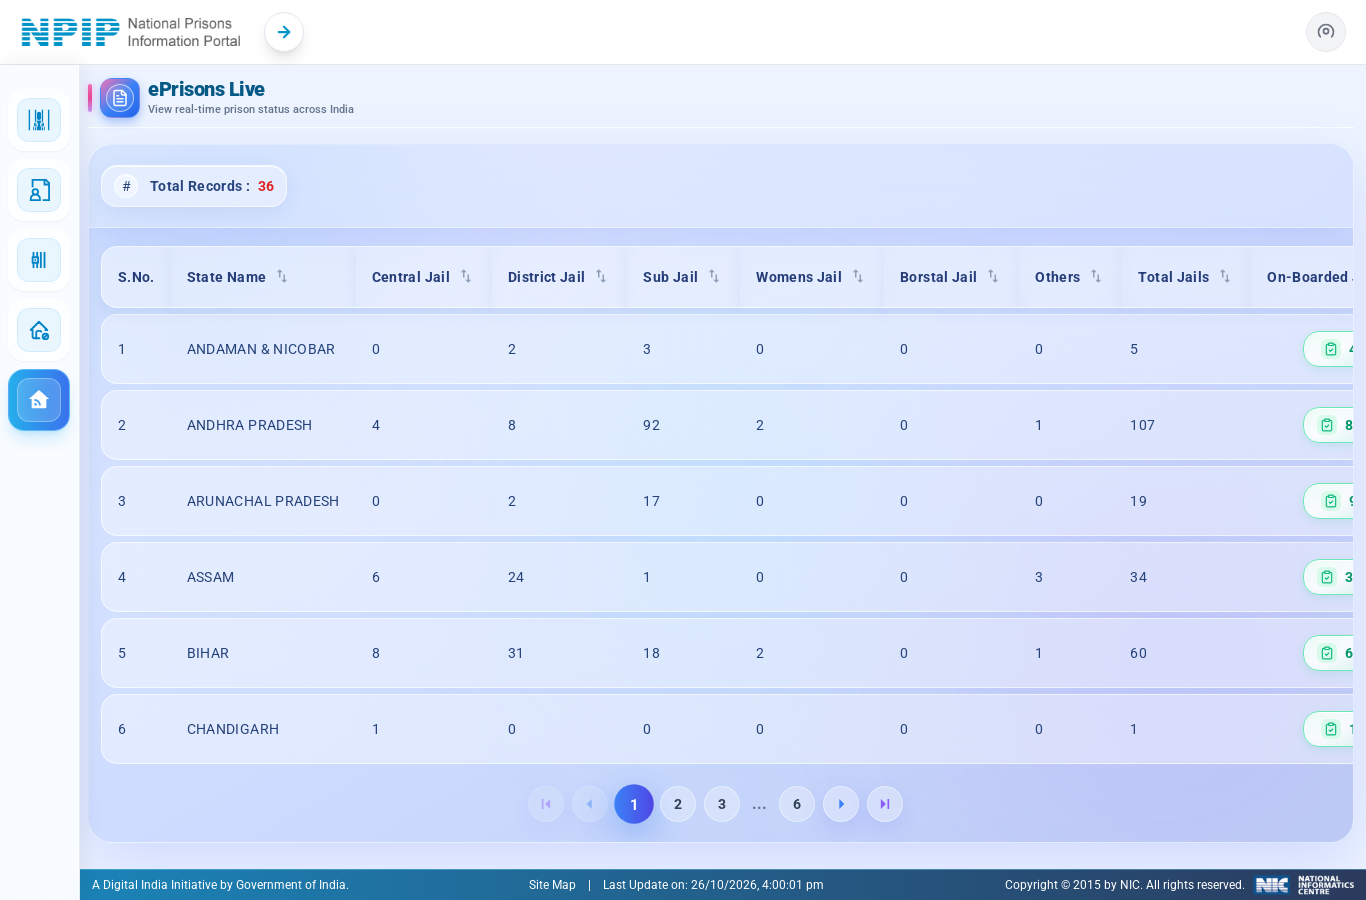 NPIP National Prisons
Information Portal
ePrisons Live
View real-time prison status across India
# Total Records : 36
S.No. State Name Central Jail District Jail Sub Jail Womens Jail Borstal Jail Others Total Jails On-Boarded
1 ANDAMAN & NICOBAR 0 2 3 0 0 0 5 4
2 ANDHRA PRADESH 4 8 92 2 0 1 107 8
3 ARUNACHAL PRADESH 0 2 17 0 0 0 19 9
4 ASSAM 6 24 1 0 0 3 34 3
5 BIHAR 8 31 18 2 0 1 60 6
6 CHANDIGARH 1 0 0 0 0 0 1 1
1 2 3 ... 6
A Digital India Initiative by Government of India. Site Map | Last Update on: 26/10/2026, 4:00:01 pm Copyright © 2015 by NIC. All rights reserved. NIC NATIONAL
INFORMATICS
CENTRE